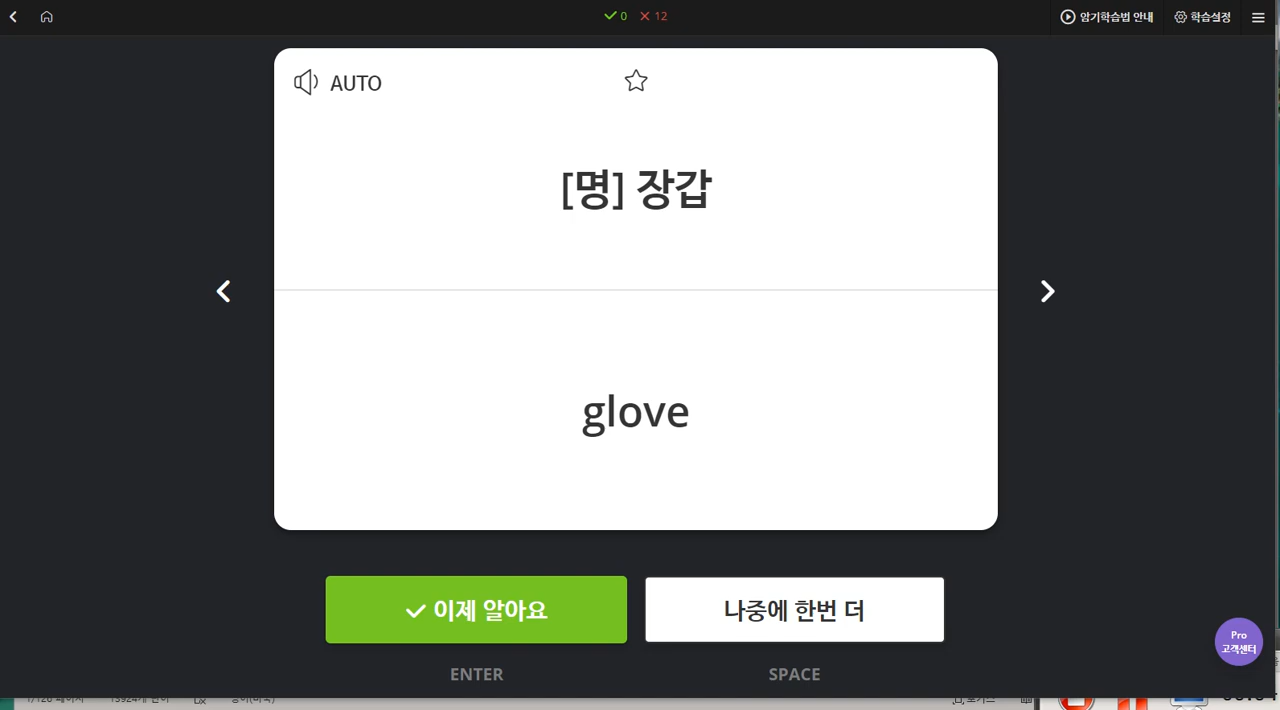 0 12
암기학습법 안내
학습설정
AUTO
[명] 장갑
glove
이제 알아요
나중에 한번 더
ENTER
SPACE
Pro
고객센터